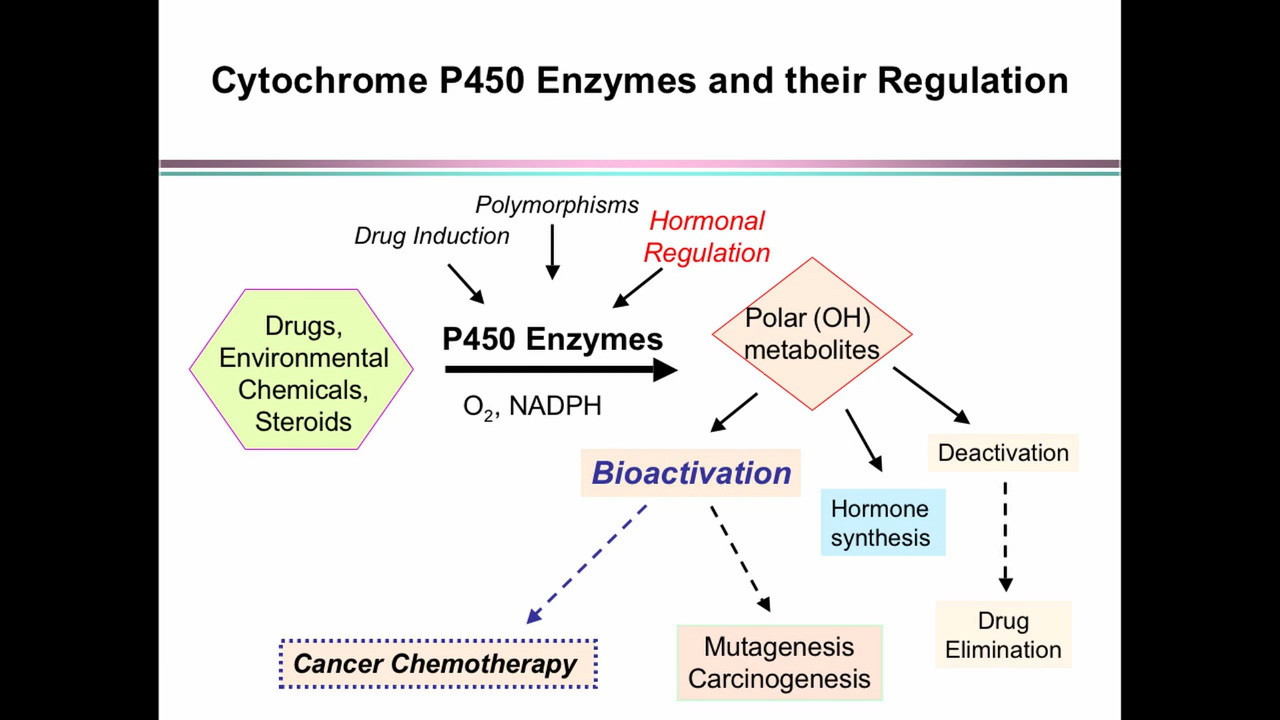 Cytochrome P450 Enzymes and their Regulation
Polymorphisms
Drug Induction
Hormonal
Regulation
Drugs,
Environmental
Chemicals,
Steroids
P450 Enzymes
O2, NADPH
Polar (OH)
metabolites
Bioactivation
Hormone
synthesis
Deactivation
Cancer Chemotherapy
Mutagenesis
Carcinogenesis
Drug
Elimination